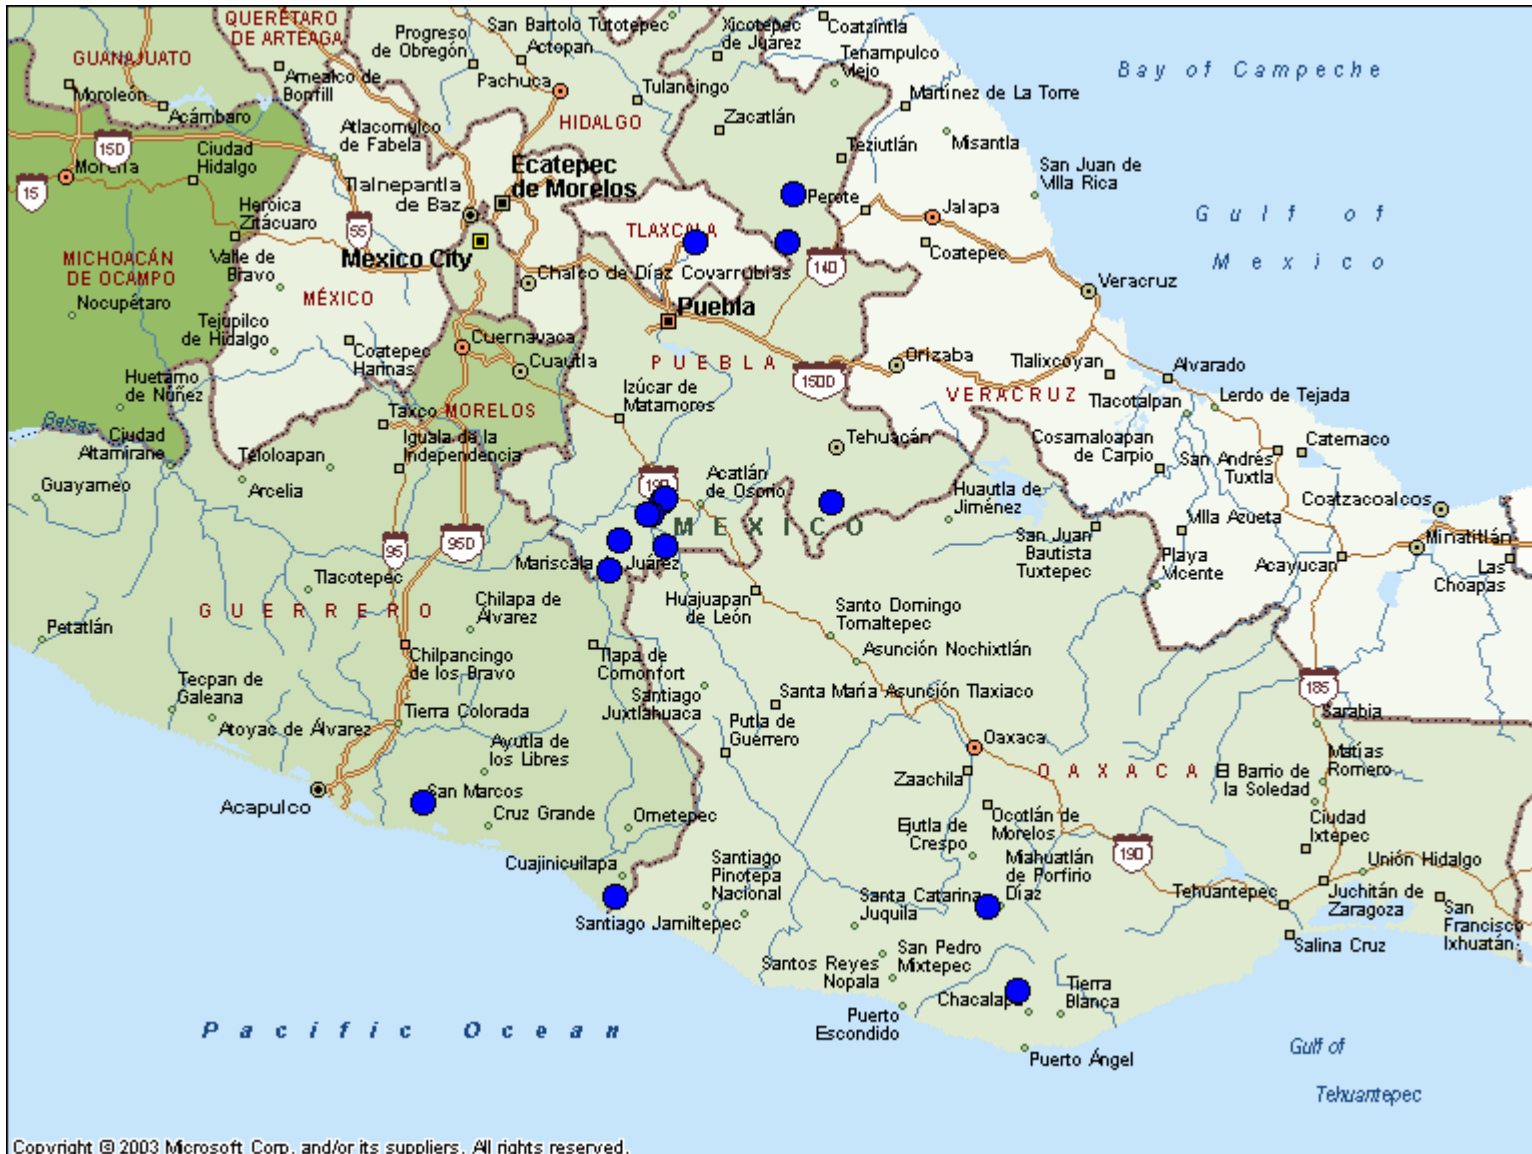 QUERÉTARO
DE ARTEAGA
San Bartolo Tutotepec
Xicotepec
de Juárez
Coatzintla
Progreso
de Obregón
Actopan
Tenampulco
Viejo
Bay of Campeche
GUANAJUATO
Amealco de
Bonfill
Pachuca
Tulancingo
Martínez de La Torre
Moroleón
Acámbaro
Atlacomulco
de Fabela
HIDALGO
Zacatlán
Teziutlán
Misantla
15D
Ciudad
Hidalgo
Morelia
Ecatepec
de Morelos
San Juan de
Villa Rica
15
Tlalnepantla
de Baz
Perote
Jalapa
Gulf of
Mexico
Heróica
Zitácuaro
55
TLAXCALA
Coatepec
MICHOACÁN
DE OCAMPO
Valle de
Bravo
Mexico City
Chalco de Díaz Covarrubias
140
Veracruz
Nocupétaro
MÉXICO
Puebla
Tejupilco
de Hidalgo
Coatepec
Harinas
Cuernavaca
Cuautla
PUEBLA
Orizaba
Tlalixcoyan
Alvarado
Huetamo
de Núñez
Izúcar de
Matamoros
150D
VERACRUZ
Tlacotalpan
Lerdo de Tejada
Balsas
Taxco
MORELOS
Ciudad
Altamirano
Iguala de la
Independencia
Tehuacán
Cosamaloapan
de Carpio
San Andrés
Tuxtla
Catemaco
Teloloapan
Guayameo
Arcelia
190
Acatlán
de Osorio
Huautla de
Jiménez
Coatzacoalcos
95
95D
MEXICO
San Juan
Bautista
Tuxtepec
Villa Azueta
Minatitlán
Mariscala
Juárez
Playa
Vicente
Acayucan
Las
Choapas
Tlacotepec
GUERRERO
Chilapa de
Álvarez
Huajuapan
de León
Santo Domingo
Tomaltepec
Petatlán
Chilpancingo
de los Bravo
Tlapa de
Comonfort
Asunción Nochixtlán
Tecpan de
Galeana
Santiago
Juxtlahuaca
Santa María Asunción Tlaxiaco
185
Atoyac de Álvarez
Tierra Colorada
Putla de
Guerrero
Sarabia
Ayutla de
los Libres
Oaxaca
Matías
Romero
Zaachila
OAXACA
El Barrio de
la Soledad
Acapulco
San Marcos
Cruz Grande
Ometepec
Ejutla de
Crespo
Ocotlán de
Morelos
Ciudad
Ixtepec
Cuajinicuilapa
Santiago
Pinotepa
Nacional
Miahuatlán
de Porfirio
Díaz
190
Unión Hidalgo
Santa Catarina
Juquila
Tehuantepec
Juchitán de
Zaragoza
San
Francisco
Ixhuatán
Santiago Jamiltepec
Salina Cruz
San Pedro
Mixtepec
Santos Reyes
Nopala
Chacalapa
Tierra
Blanca
Puerto
Escondido
Pacific Ocean
Puerto Ángel
Gulf of
Tehuantepec
Copyright © 2003 Microsoft Corp. and/or its suppliers. All rights reserved.